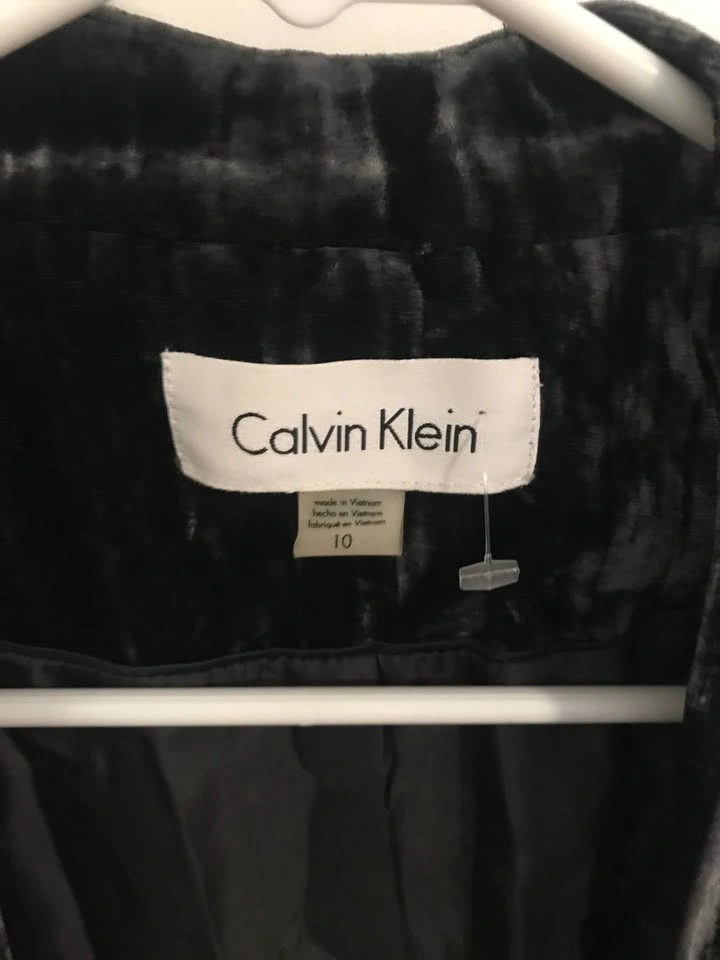 Calvin Klein
made in Vietnam
hecho en Vietnam
fabriqué en Vietnam
10